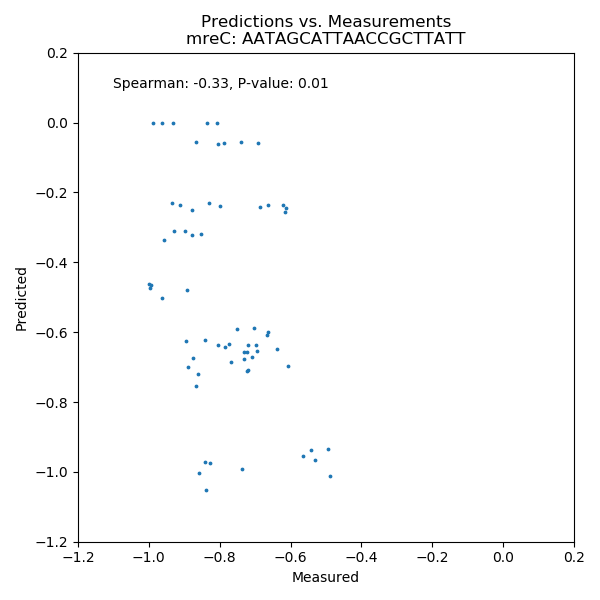 Predictions vs. Measurements
mreC: AATAGCATTAACCGCTTATT
Spearman: -0.33, P-value: 0.01
0.2
0.0
−0.2
−0.4
−0.6
−0.8
−1.0
−1.2
Predicted
−1.2 −1.0 −0.8 −0.6 −0.4 −0.2 0.0 0.2
Measured